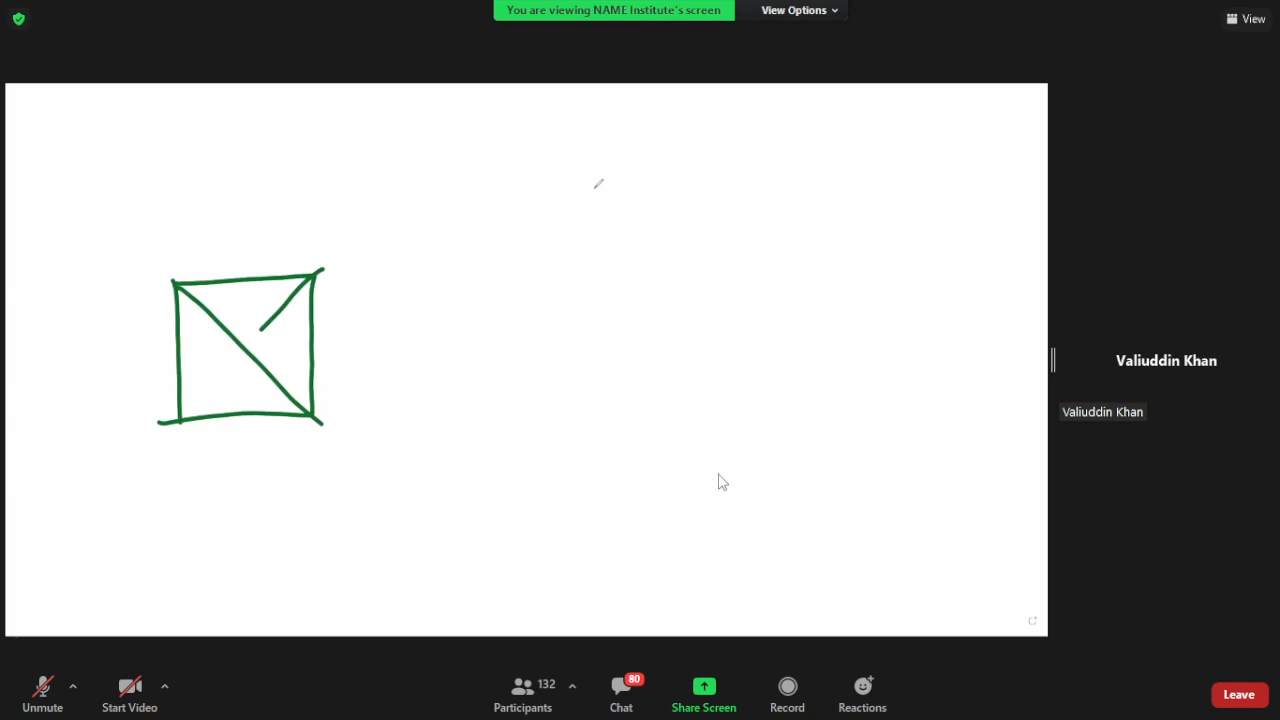 You are viewing NAME Institute's screen
View Options
View
Valiuddin Khan
Valiuddin Khan
Unmute
Start Video
132
Participants
80
Chat
Share Screen
Record
Reactions
Leave